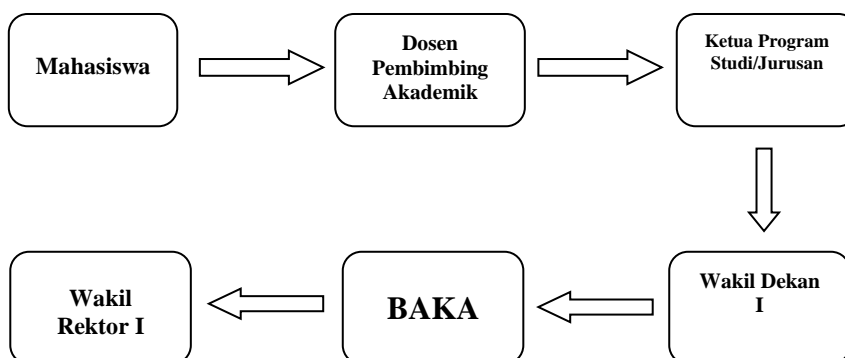 Mahasiswa
Dosen
Pembimbing
Akademik
Ketua Program
Studi/Jurusan
Wakil Dekan
I
BAKA
Wakil
Rektor I